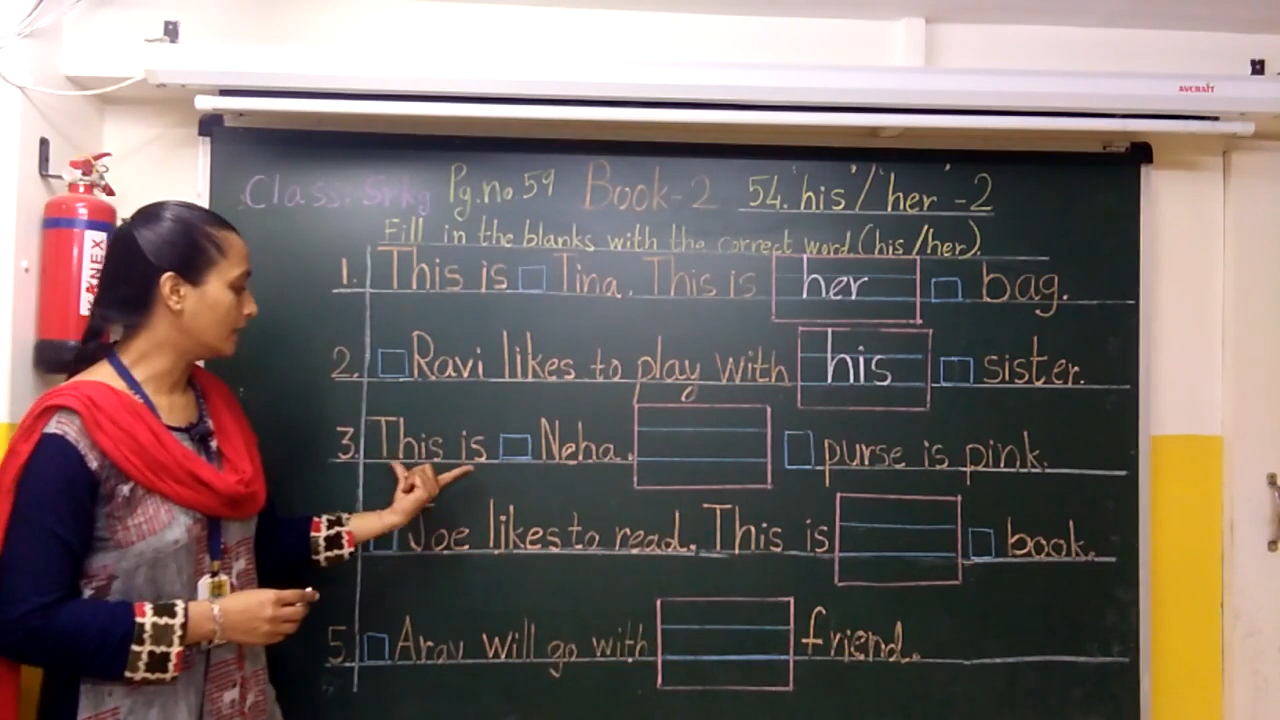 AVCRAFT
Class: Srkg Pg.no.59 Book-2 54. 'his'/'her'-2
Fill in the blanks with the correct word.(his/her).
1. This is Tina. This is her bag.
2. Ravi likes to play with his sister.
3. This is Neha. purse is pink.
Joe likes to read. This is book.
5. Arav will go with friend.